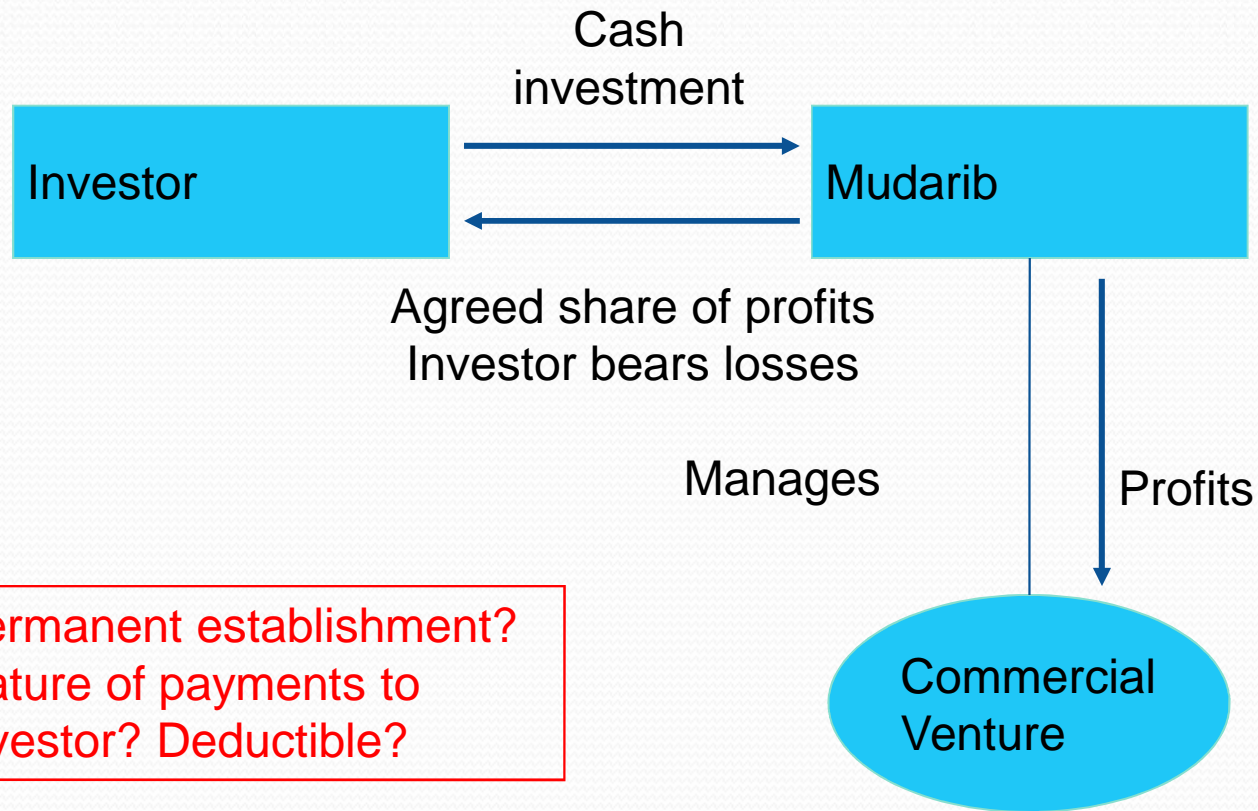 Cash
investment
Investor
Mudarib
Agreed share of profits
Investor bears losses
Manages
Profits
ermanent establishment?
ature of payments to
vestor? Deductible?
Commercial
Venture